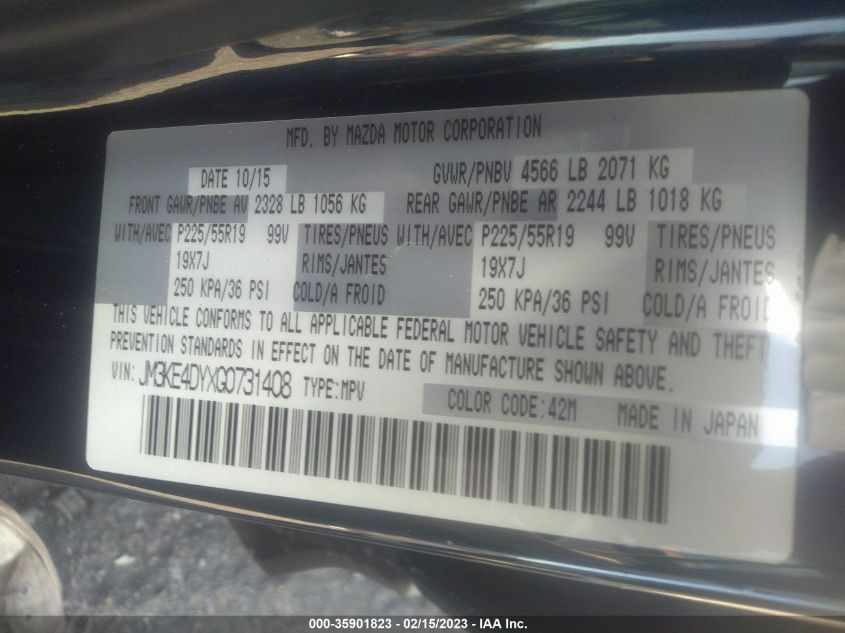 MFD. BY MAZDA MOTOR CORPORATION
DATE 10/15 GVWR/PNBV 4566 LB 2071 KG
FRONT GAWR/PNBE AV 2328 LB 1056 KG REAR GAWR/PNBE AR 2244 LB 1018 KG
WITH/AVEC P225/55R19 99V TIRES/PNEUS WITH/AVEC P225/55R19 99V TIRES/PNEUS
19X7J RIMS/JANTES 19X7J RIMS/JANTES
250 KPA/36 PSI COLD/A FROID 250 KPA/36 PSI COLD/A FROID
THIS VEHICLE CONFORMS TO ALL APPLICABLE FEDERAL MOTOR VEHICLE SAFETY AND THEFT
PREVENTION STANDARDS IN EFFECT ON THE DATE OF MANUFACTURE SHOWN ABOVE.
VIN: JM3KE4DYXG0731408 TYPE:MPV
COLOR CODE:42M MADE IN JAPAN
000-35901823 - 02/15/2023 - IAA Inc.